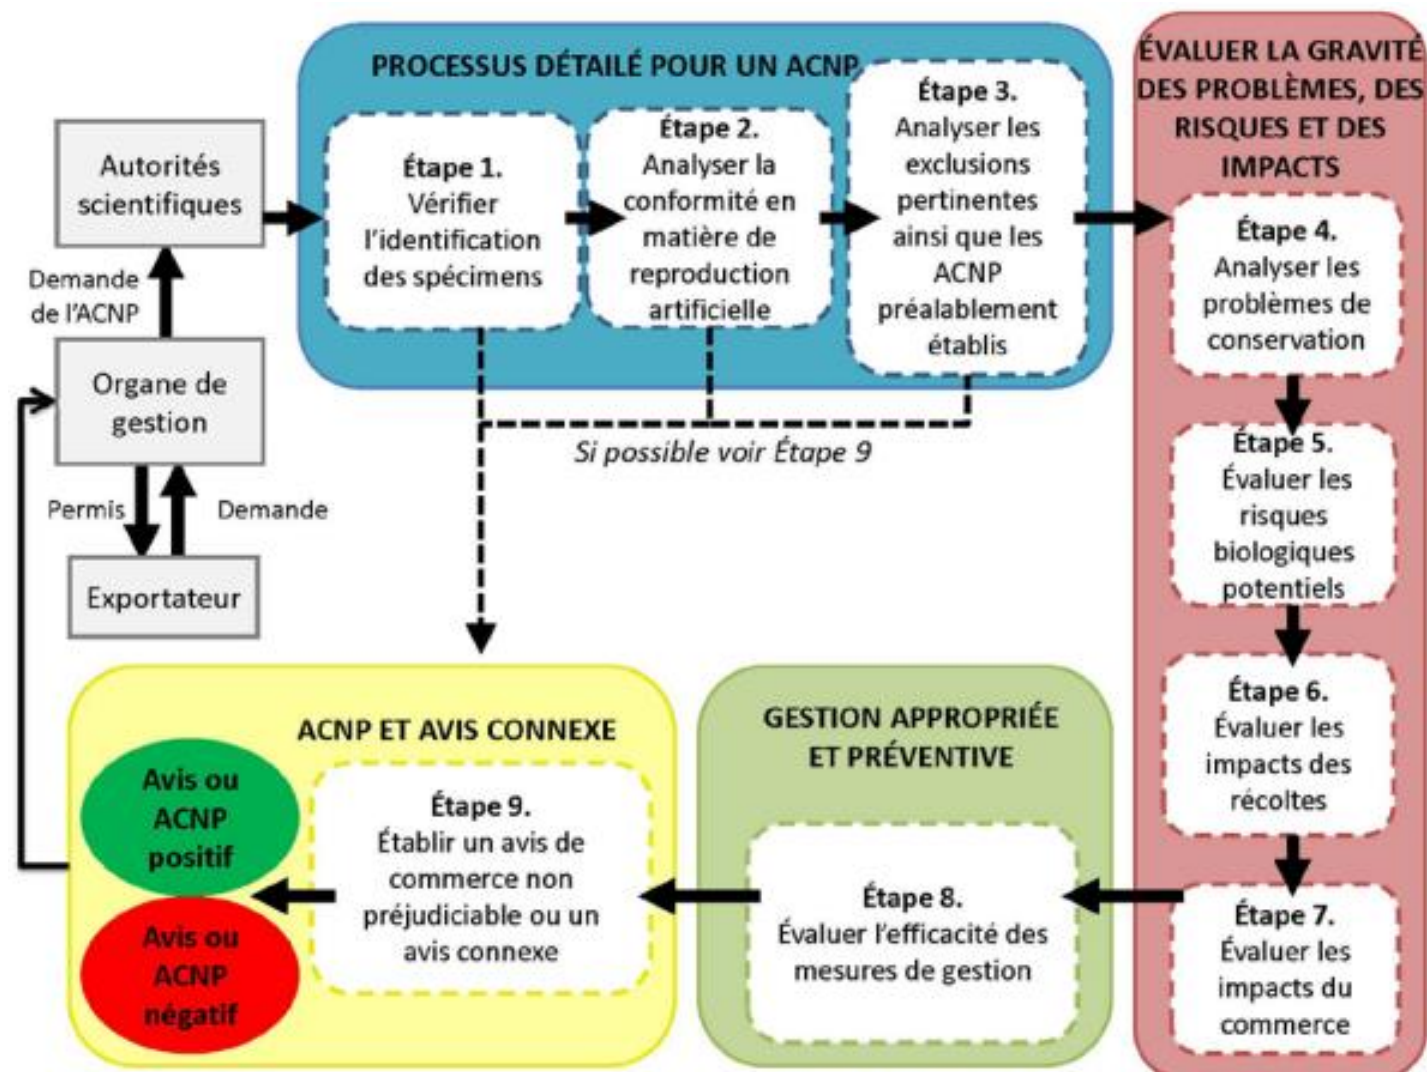 PROCESSUS DÉTAILÉ POUR UN ACNP
Étape 1.
Vérifier
l'identification
des spécimens
Étape 2.
Analyser la
conformité en
matière de
reproduction
artificielle
Étape 3.
Analyser les
exclusions
pertinentes
ainsi que les
ACNP
préalablement
établis
Si possible voir Étape 9
Autorités
scientifiques
Demande
de l'ACNP
Organe de
gestion
Permis
Demande
Exportateur
ÉVALUER LA GRAVITÉ
DES PROBLÈMES, DES
RISQUES ET DES
IMPACTS
Étape 4.
Analyser les
problèmes de
conservation
Étape 5.
Évaluer les
risques
biologiques
potentiels
Étape 6.
Évaluer les
impacts des
récoltes
Étape 7.
Évaluer les
impacts du
commerce
GESTION APPROPRIÉE
ET PRÉVENTIVE
Étape 8.
Évaluer l'efficacité des
mesures de gestion
ACNP ET AVIS CONNEXE
Étape 9.
Établir un avis de
commerce non
préjudiciable ou un
avis connexe
Avis ou
ACNP
positif
Avis ou
ACNP
négatif